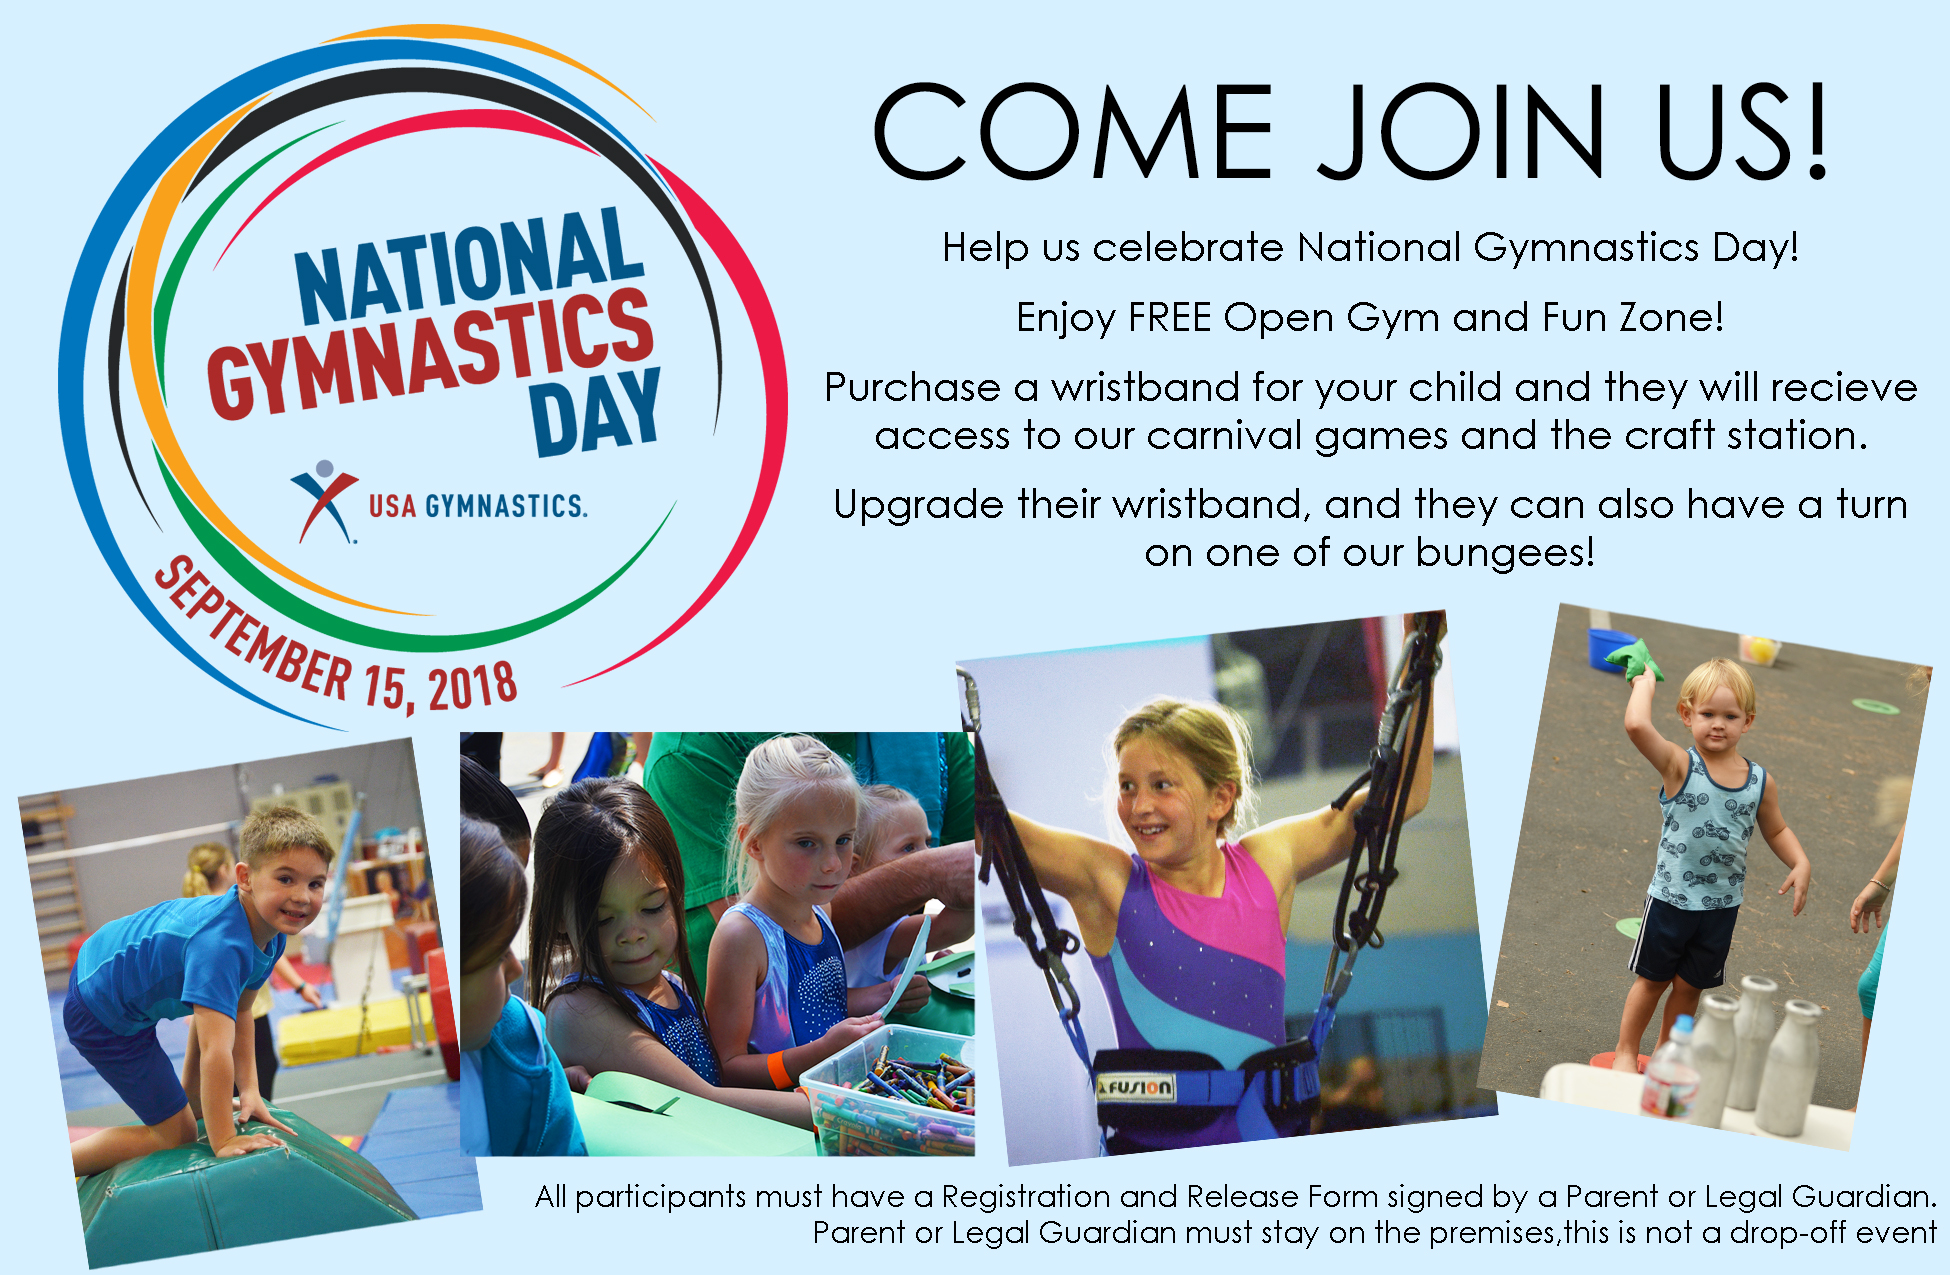 NATIONAL
GYMNASTICS
DAY
USA GYMNASTICS.
SEPTEMBER 15, 2018
COME JOIN US!
Help us celebrate National Gymnastics Day!
Enjoy FREE Open Gym and Fun Zone!
Purchase a wristband for your child and they will recieve
access to our carnival games and the craft station.
Upgrade their wristband, and they can also have a turn
on one of our bungees!
FUSION
All participants must have a Registration and Release Form signed by a Parent or Legal Guardian.
Parent or Legal Guardian must stay on the premises,this is not a drop-off event